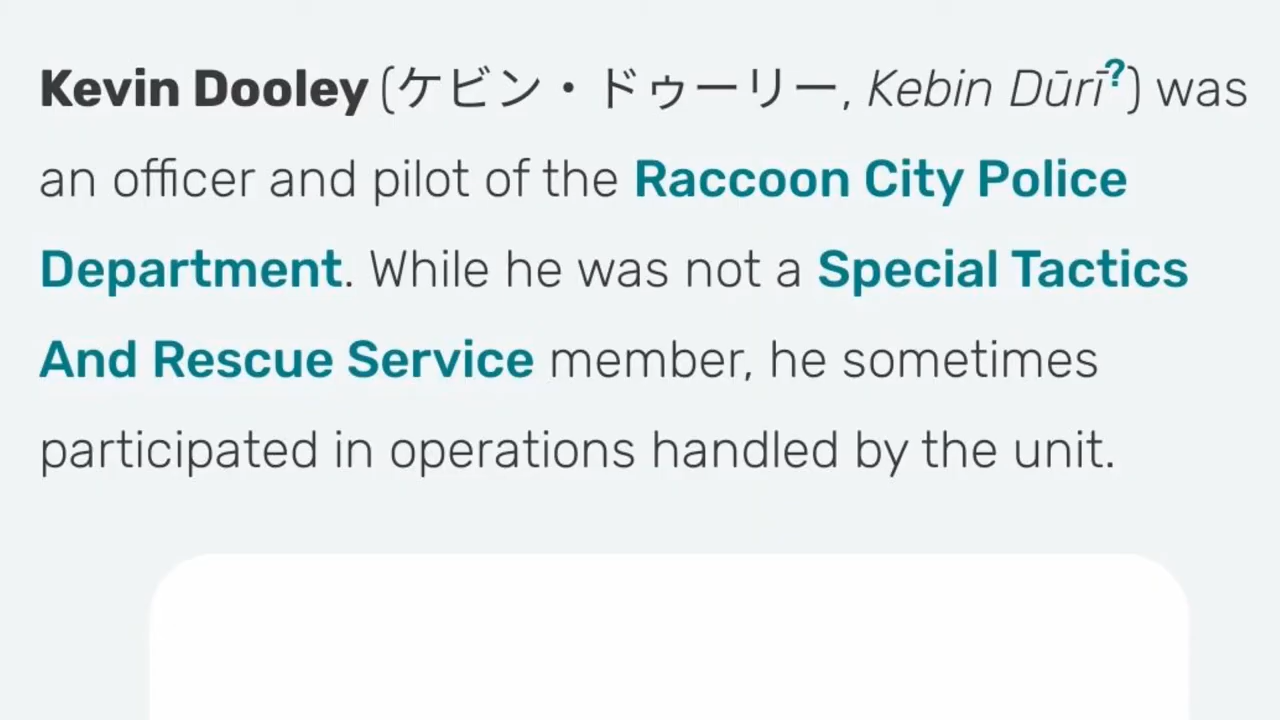 Kevin Dooley (ケビン・ドゥーリー, Kebin Dūrī?) was
an officer and pilot of the Raccoon City Police
Department. While he was not a Special Tactics
And Rescue Service member, he sometimes
participated in operations handled by the unit.